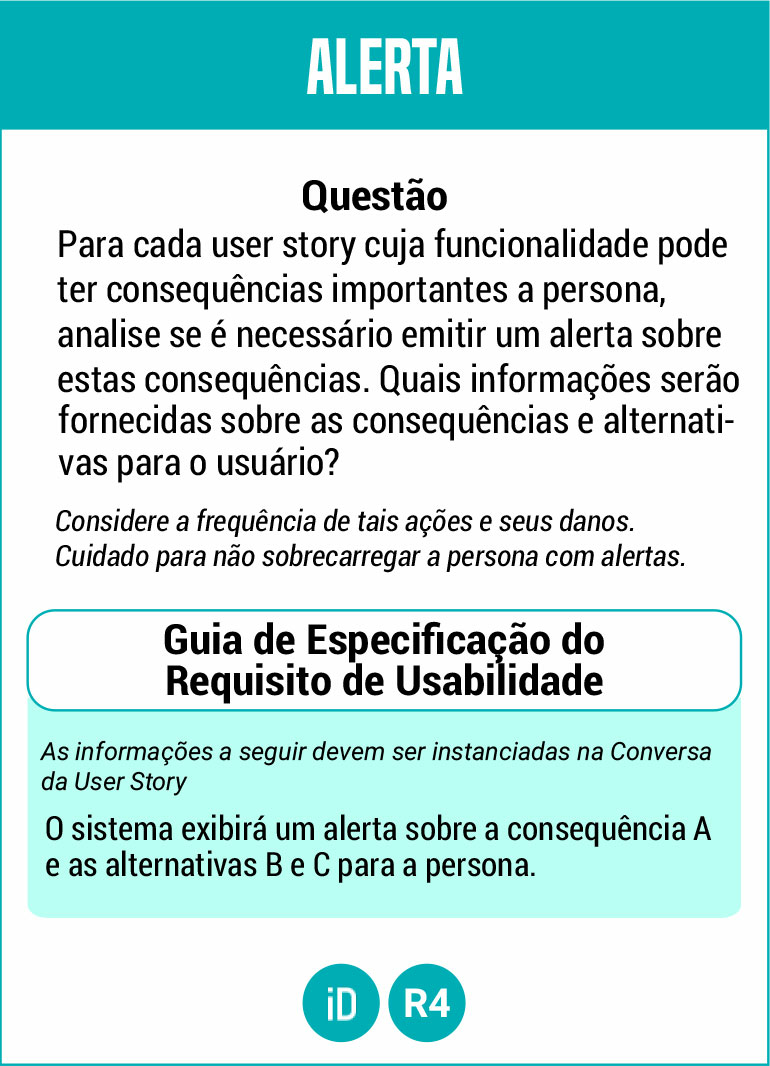 ALERTA
Questão
Para cada user story cuja funcionalidade pode
ter consequências importantes a persona,
analise se é necessário emitir um alerta sobre
estas consequências. Quais informações serão
fornecidas sobre as consequências e alternati-
vas para o usuário?
Considere a frequência de tais ações e seus danos.
Cuidado para não sobrecarregar a persona com alertas.
Guia de Especificação do
Requisito de Usabilidade
As informações a seguir devem ser instanciadas na Conversa
da User Story
O sistema exibirá um alerta sobre a consequência A
e as alternativas B e C para a persona.
iD R4